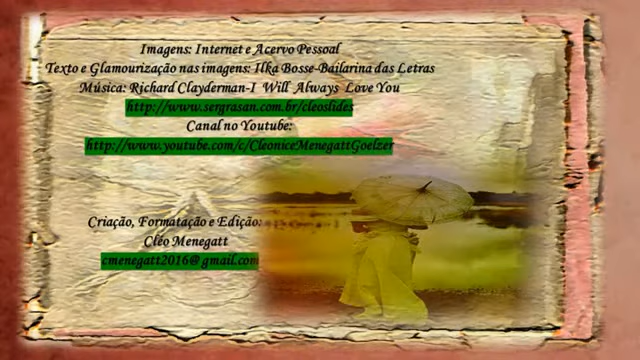 Imagens: Internet e Acervo Pessoal
Texto e Glamourização nas imagens: Ilka Bosse-Bailarina das Letras
Música: Richard Clayderman-I Will Always Love You
http://www.sergrasan.com.br/cleoslides
Canal no Youtube:
http://www.youtube.com/c/CleoniceMenegattGoelzer
Criação, Formatação e Edição:
Cléo Menegatt
cmenegatt2016@gmail.com